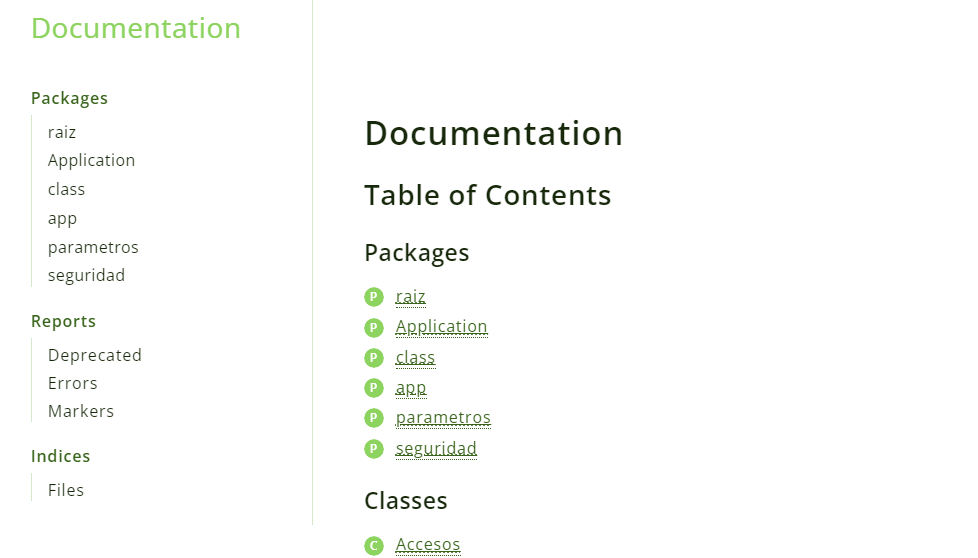 Documentation
Packages
raiz
Application
class
app
parametros
seguridad
Reports
Deprecated
Errors
Markers
Indices
Files
Documentation
Table of Contents
Packages
P raiz
P Application
P class
P app
P parametros
P seguridad
Classes
C Accesos